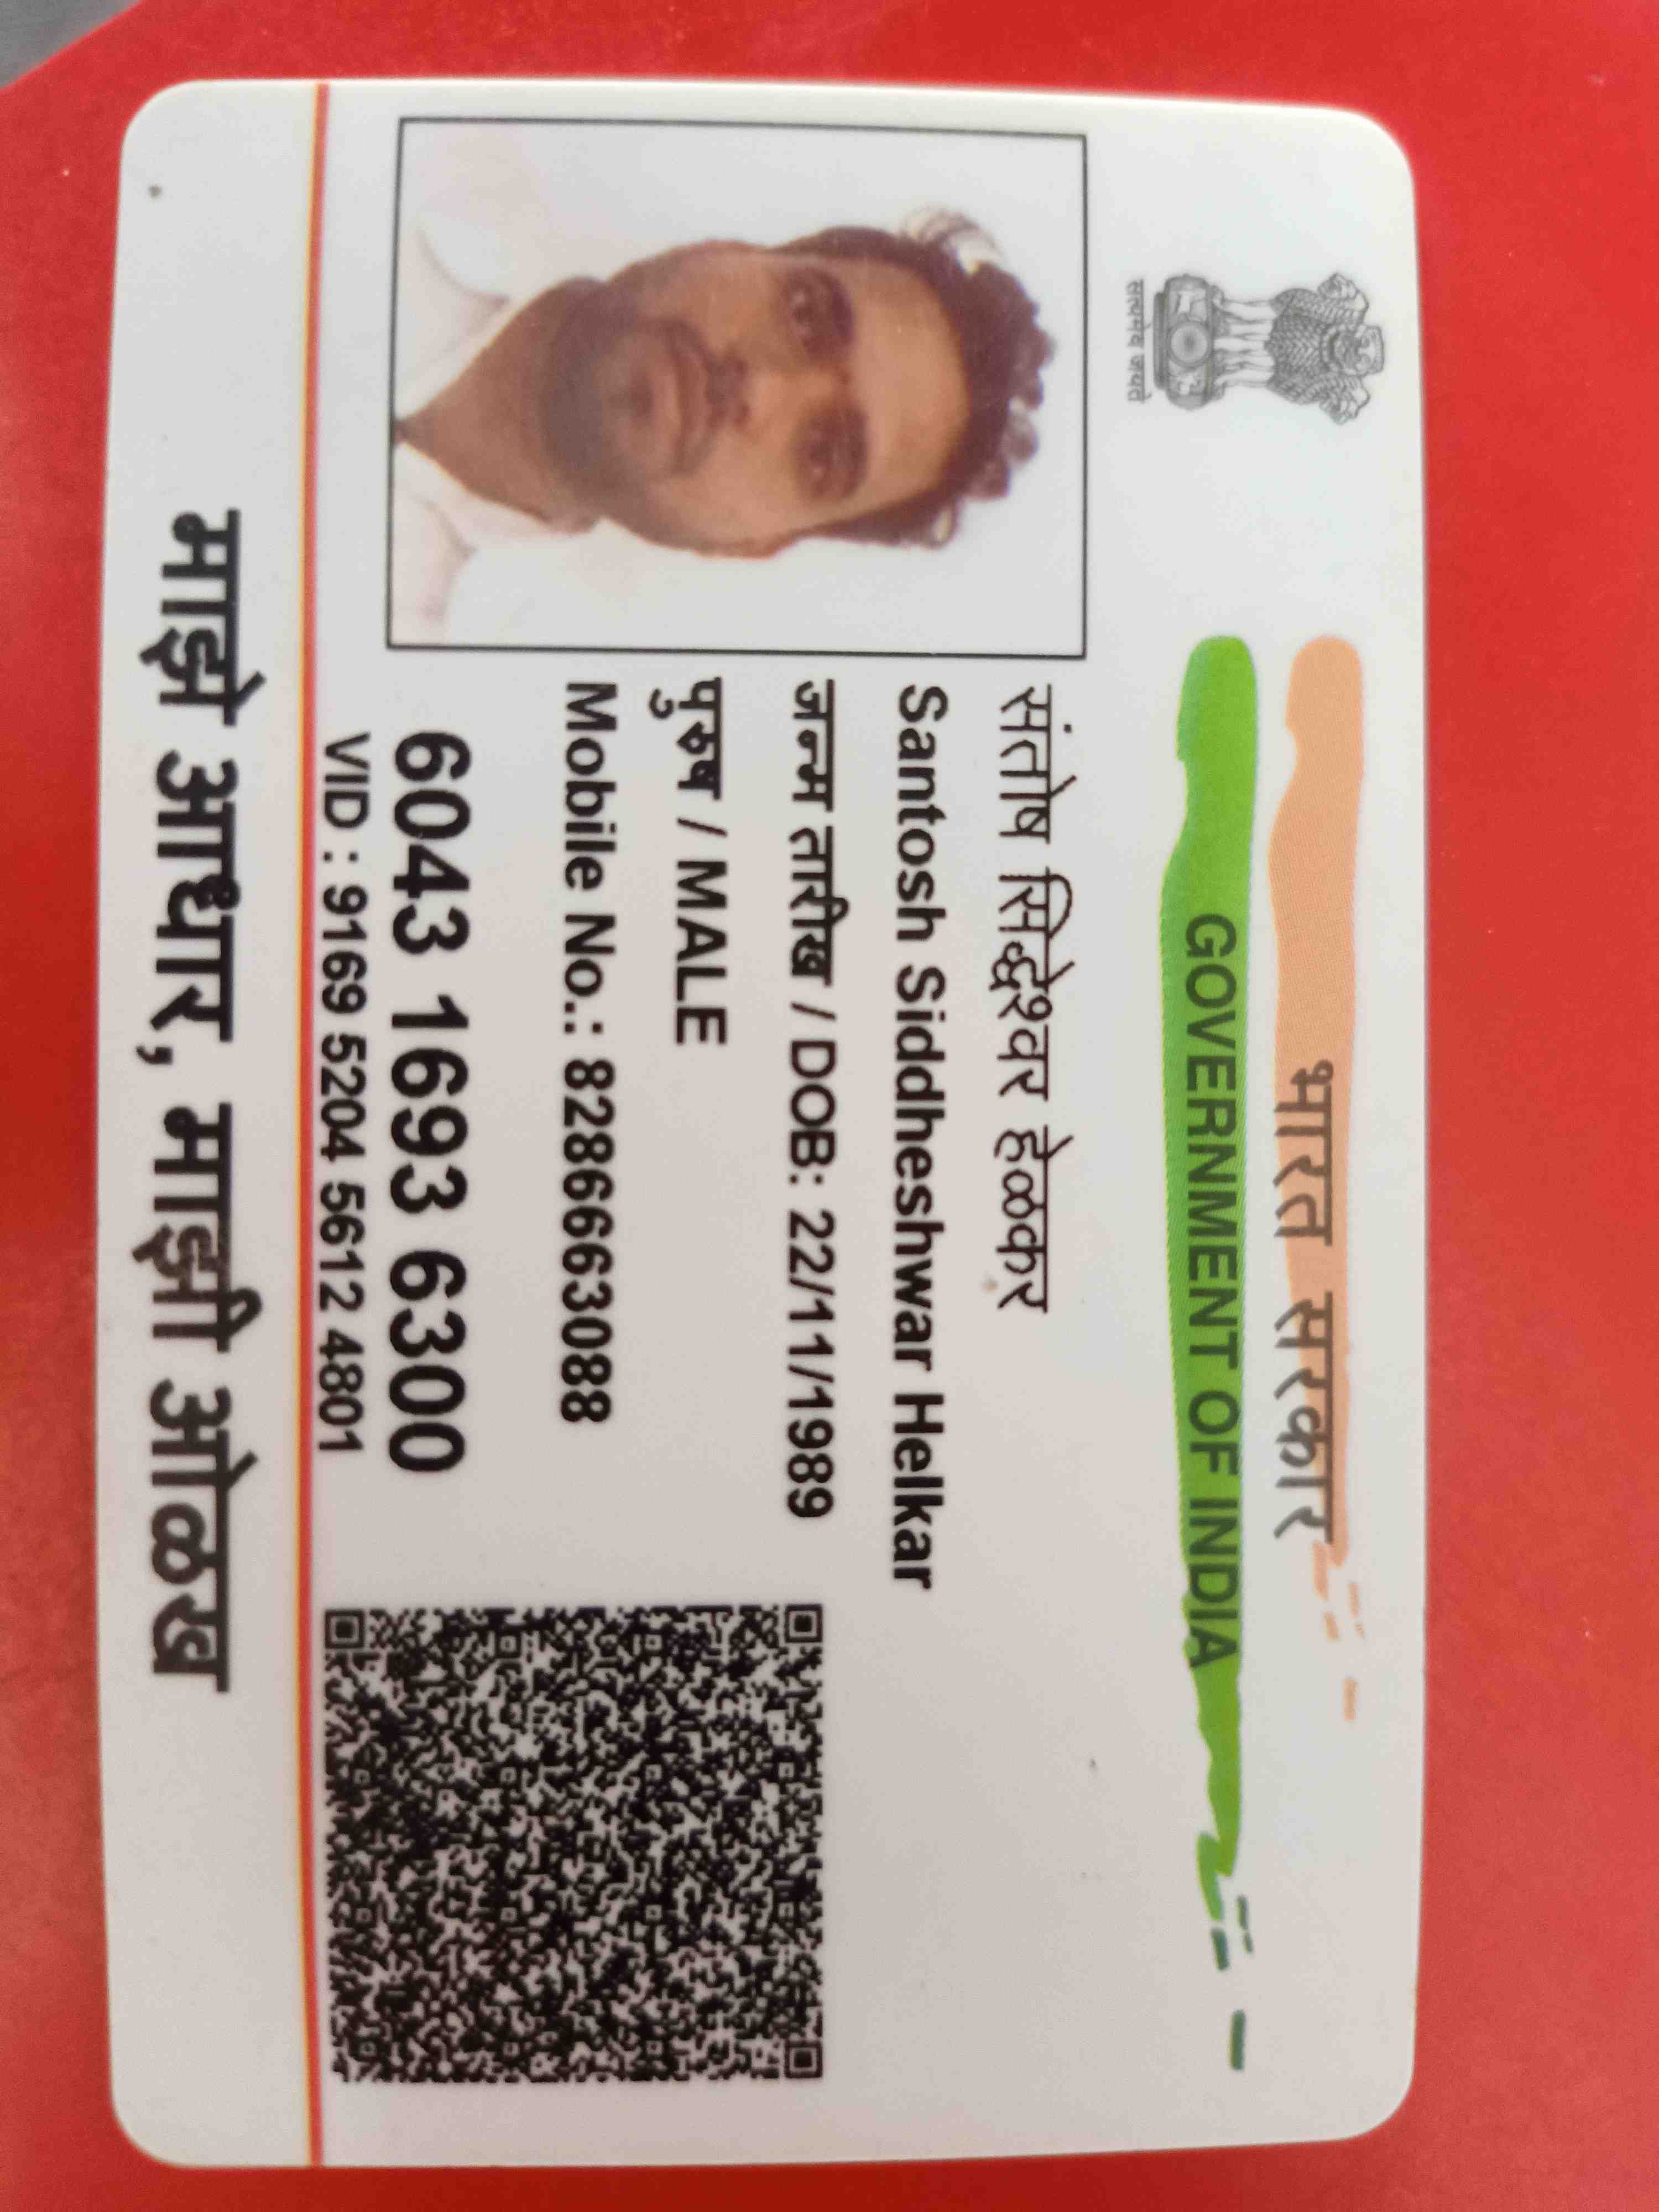 भारत सरकार
GOVERNMENT OF INDIA
सत्यमेव जयते
संतोष सिद्धेश्वर हेळकर
Santosh Siddheshwar Helkar
जन्म तारीख / DOB: 22/11/1989
पुरुष / MALE
Mobile No.: 8286663088
6043 1693 6300
VID : 9169 5204 5612 4801
माझे आधार, माझी ओळख